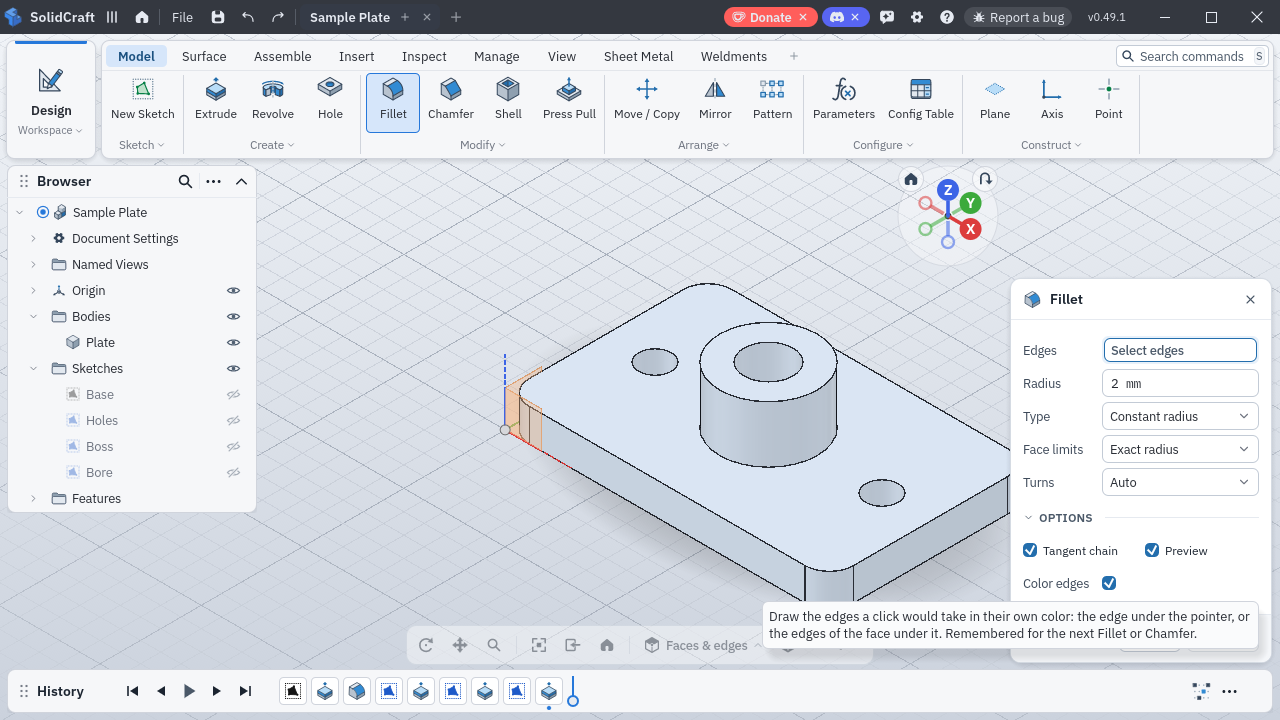 SolidCraft
File
Sample Plate
Donate
Report a bug
v0.49.1
Design
Workspace
Model
Surface
Assemble
Insert
Inspect
Manage
View
Sheet Metal
Weldments
Search commands
S
New Sketch
Extrude
Revolve
Hole
Fillet
Chamfer
Shell
Press Pull
Move / Copy
Mirror
Pattern
Parameters
Config Table
Plane
Axis
Point
Sketch
Create
Modify
Arrange
Configure
Construct
Browser
Sample Plate
Document Settings
Named Views
Origin
Bodies
Plate
Sketches
Base
Holes
Boss
Bore
Features
Z
Y
X
Fillet
Edges
Select edges
Radius
2 mm
Type
Constant radius
Face limits
Exact radius
Turns
Auto
OPTIONS
Tangent chain
Preview
Color edges
Draw the edges a click would take in their own color: the edge under the pointer, or
the edges of the face under it. Remembered for the next Fillet or Chamfer.
Faces & edges
History